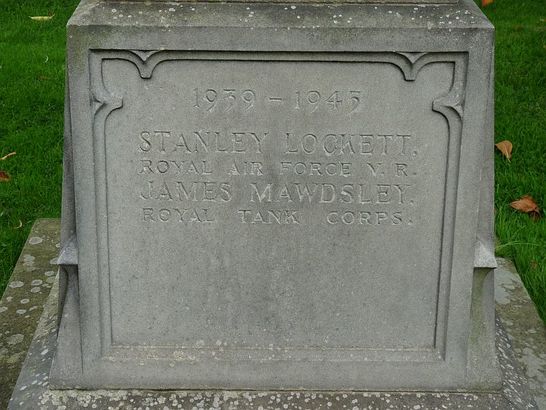 1939 - 1945
STANLEY LOCKETT.
ROYAL AIR FORCE V. R.
JAMES MAWDSLEY.
ROYAL TANK CORPS.